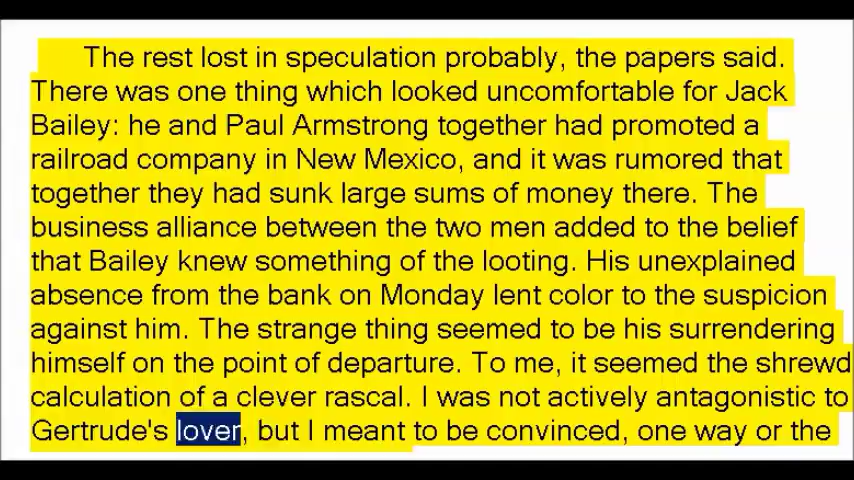 The rest lost in speculation probably, the papers said.
There was one thing which looked uncomfortable for Jack
Bailey: he and Paul Armstrong together had promoted a
railroad company in New Mexico, and it was rumored that
together they had sunk large sums of money there. The
business alliance between the two men added to the belief
that Bailey knew something of the looting. His unexplained
absence from the bank on Monday lent color to the suspicion
against him. The strange thing seemed to be his surrendering
himself on the point of departure. To me, it seemed the shrewd
calculation of a clever rascal. I was not actively antagonistic to
Gertrude's lover, but I meant to be convinced, one way or the